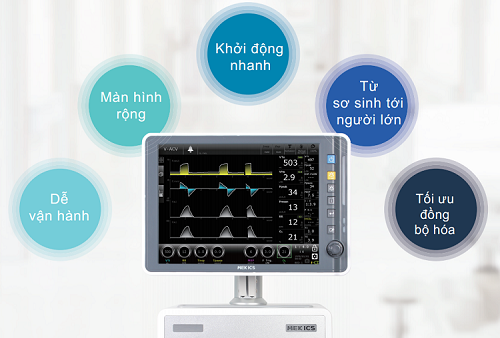 Khởi động
nhanh
Màn hình
rộng
Từ
sơ sinh tới
người lớn
Dễ
vận hành
Tối ưu
đồng
bộ hóa
V-ACV
503
2.9
34
13
12
21
MEKICS
MEKICS